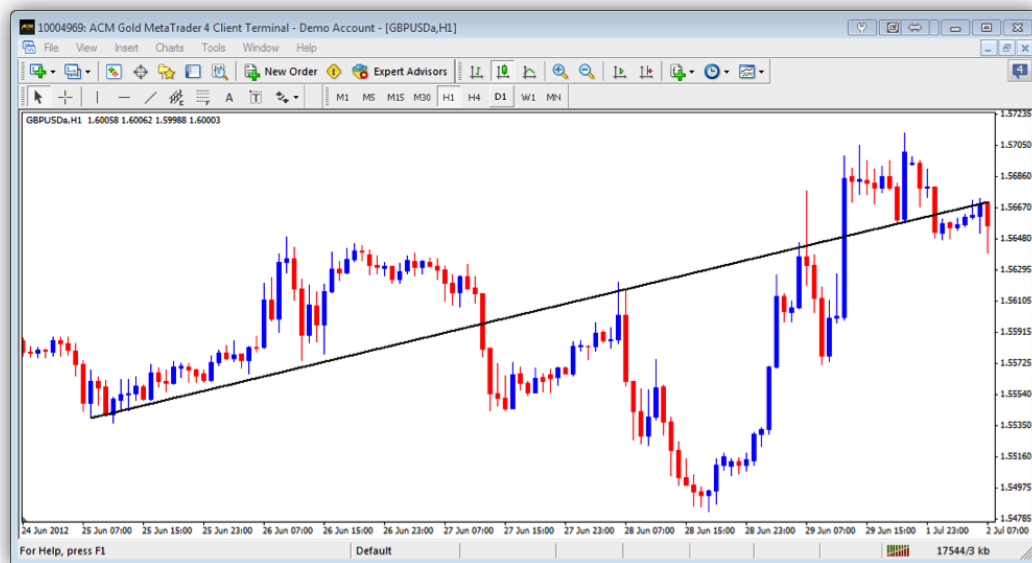 10004969: ACM Gold MetaTrader 4 Client Terminal - Demo Account - [GBPUSDa,H1]
File View Insert Charts Tools Window Help
New Order Expert Advisors 4
A T M1 M5 M15 M30 H1 H4 D1 W1 MN
GBPUSDa,H1 1.60058 1.60062 1.59988 1.60003
1.57235
1.57050
1.56860
1.56670
1.56480
1.56295
1.56105
1.55915
1.55725
1.55540
1.55350
1.55160
1.54975
1.54785
24 Jun 2012 25 Jun 07:00 25 Jun 15:00 25 Jun 23:00 26 Jun 07:00 26 Jun 15:00 26 Jun 23:00 27 Jun 07:00 27 Jun 15:00 27 Jun 23:00 28 Jun 07:00 28 Jun 15:00 28 Jun 23:00 29 Jun 07:00 29 Jun 15:00 1 Jul 23:00 2 Jul 07:00
For Help, press F1 Default 17544/3 kb